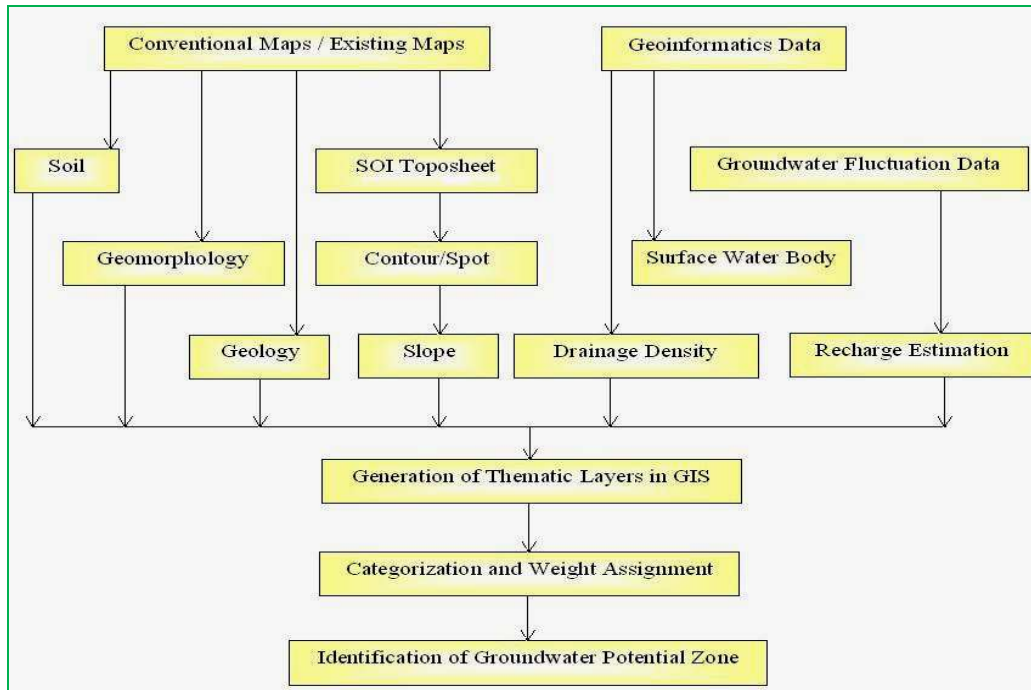 Conventional Maps / Existing Maps
Geoinformatics Data
Soil
SOI Toposheet
Groundwater Fluctuation Data
Geomorphology
Contour/Spot
Surface Water Body
Geology
Slope
Drainage Density
Recharge Estimation
Generation of Thematic Layers in GIS
Categorization and Weight Assignment
Identification of Groundwater Potential Zone